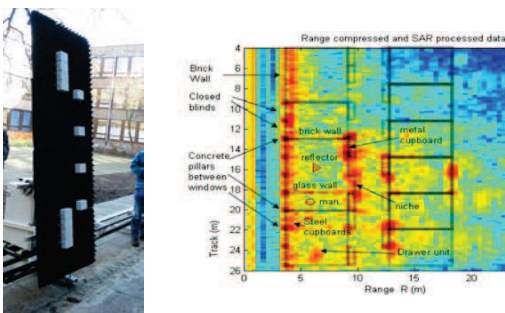 Range compressed and SAR processed data
4
6
8
10
12
14
16
18
20
22
24
26
Track (m)
0
5
10
15
20
Range R (m)
Brick
Wall
Closed
blinds
Concrete
pillars
between
windows
brick wall
metal
cupboard
reflector
glass wall
man
niche
Steel
cupboards
Drawer unit